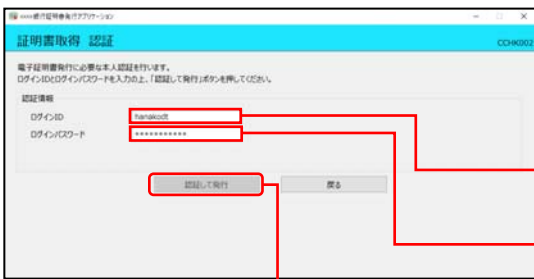 ××××銀行証明書発行アプリケーション
証明書取得 認証
CCHK002
電子証明書発行に必要な本人認証を行います。
ログインIDとログインパスワードを入力の上、「認証して発行」ボタンを押してください。
認証情報
ログインID hanakodt
ログインパスワード ***********
認証して発行 戻る